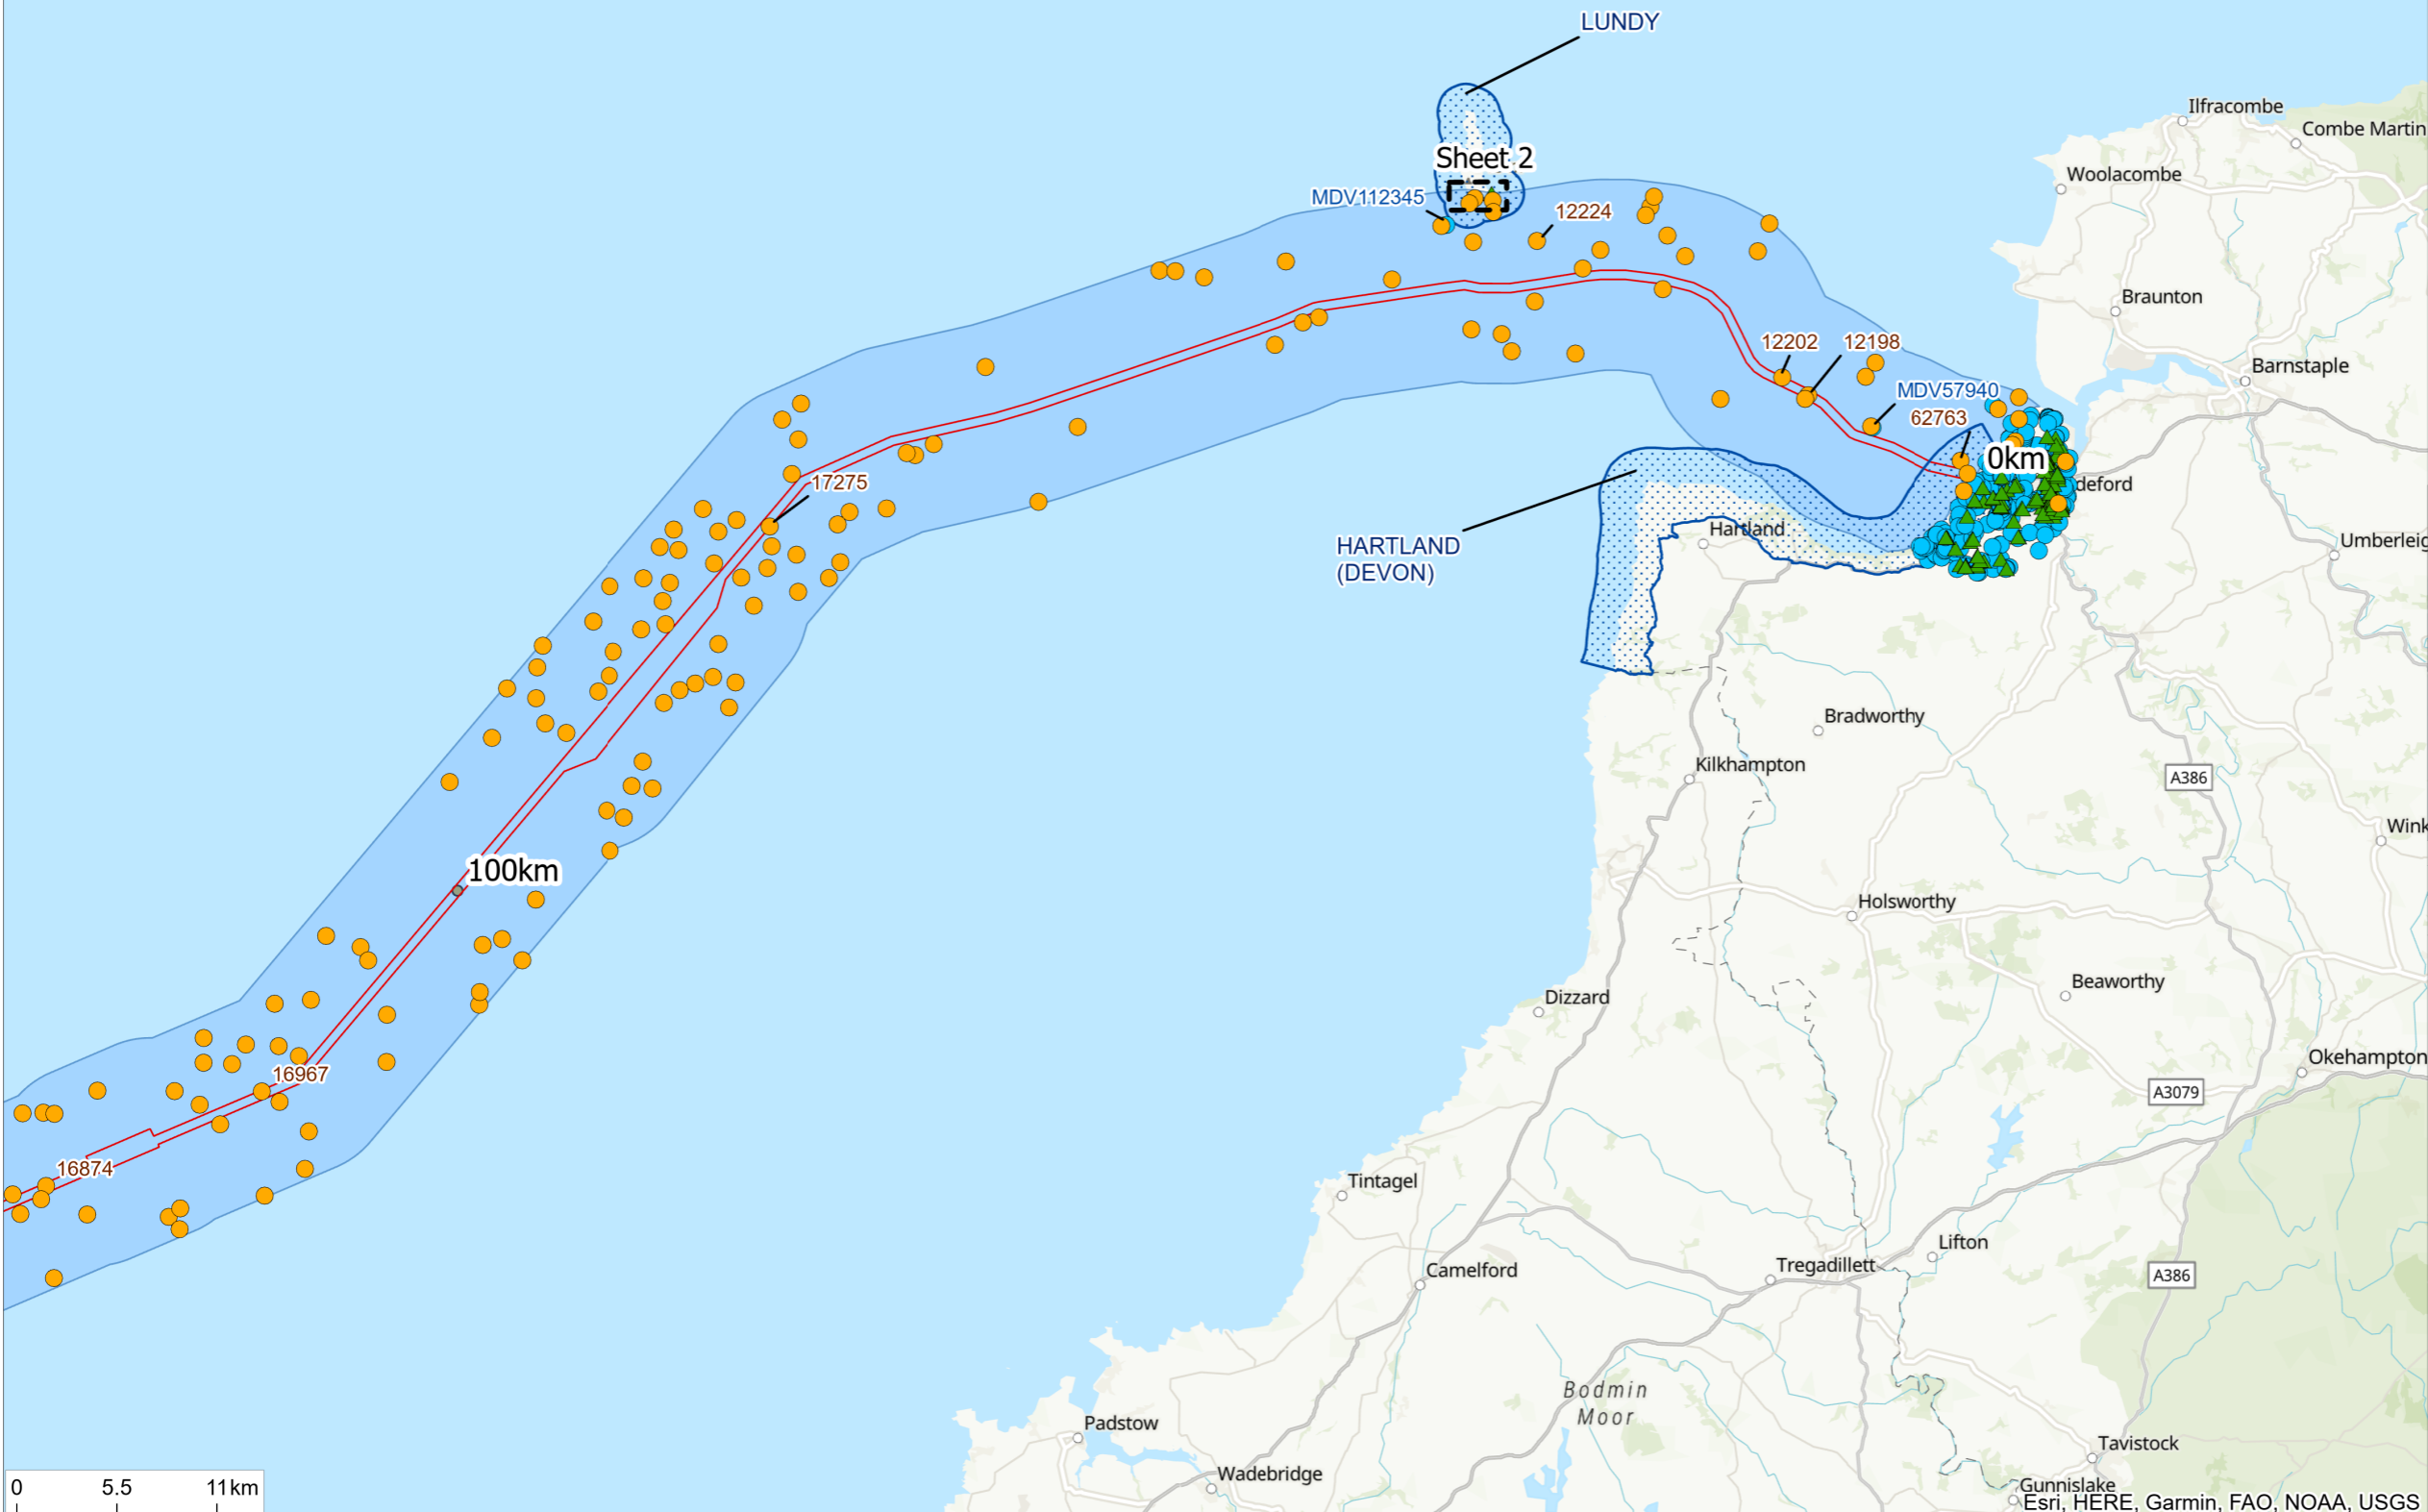 LUNDY
Ilfracombe
Combe Martin
Sheet 2
Woolacombe
MDV112345
12224
Braunton
12202
12198
Barnstaple
MDV57940
62763
0km
17275
deford
Hartland
Umberleig
HARTLAND
(DEVON)
Bradworthy
Kilkhampton
A386
Wink
100km
Holsworthy
Beaworthy
Dizzard
Okehampton
16967
A3079
16874
Tintagel
Lifton
Camelford
Tregadillett
A386
Bodmin
Moor
Padstow
Tavistock
Wadebridge
Gunnislake
0 5.5 11km
Esri, HERE, Garmin, FAO, NOAA, USGS